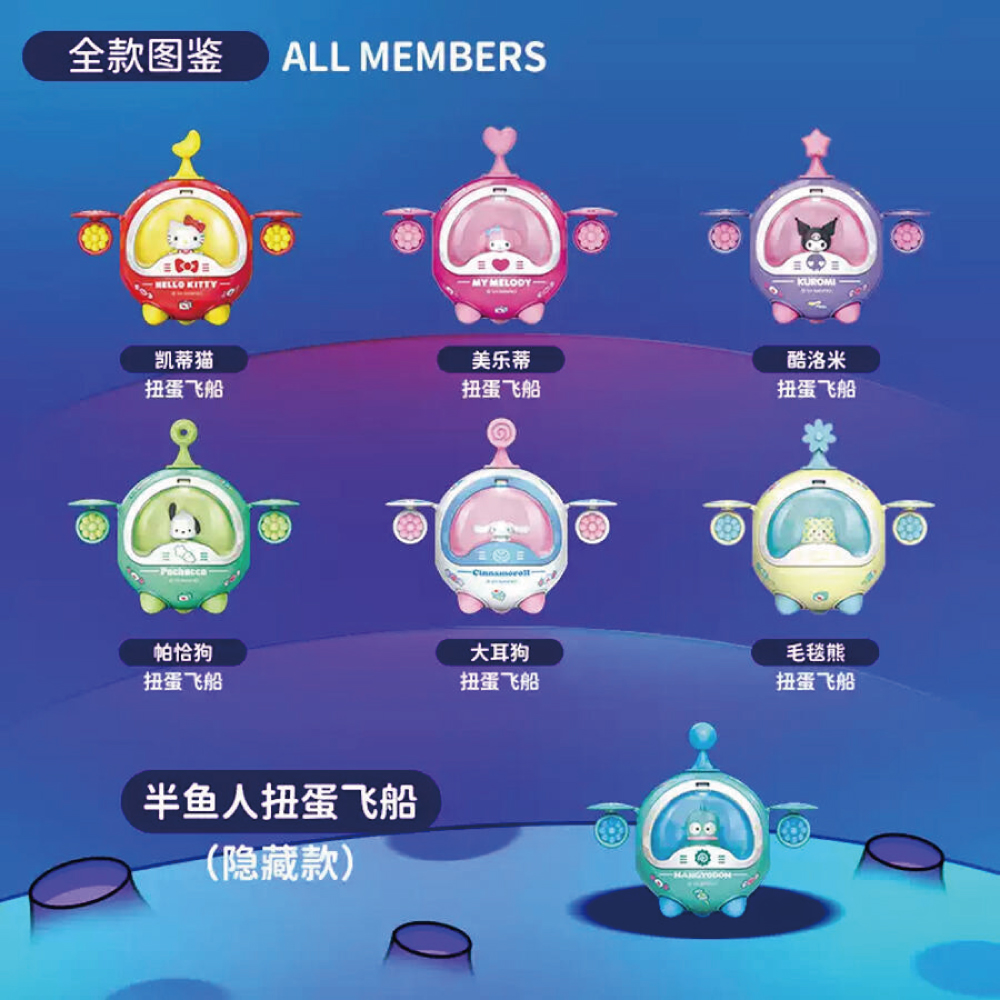 全款图鉴 ALL MEMBERS
HELLO KITTY
MY MELODY
KUROMI
凯蒂猫
美乐蒂
酷洛米
扭蛋飞船
扭蛋飞船
扭蛋飞船
Pochacco
Cinnamoroll
帕恰狗
大耳狗
毛毯熊
扭蛋飞船
扭蛋飞船
扭蛋飞船
半鱼人扭蛋飞船
（隐藏款）
HANGYODON